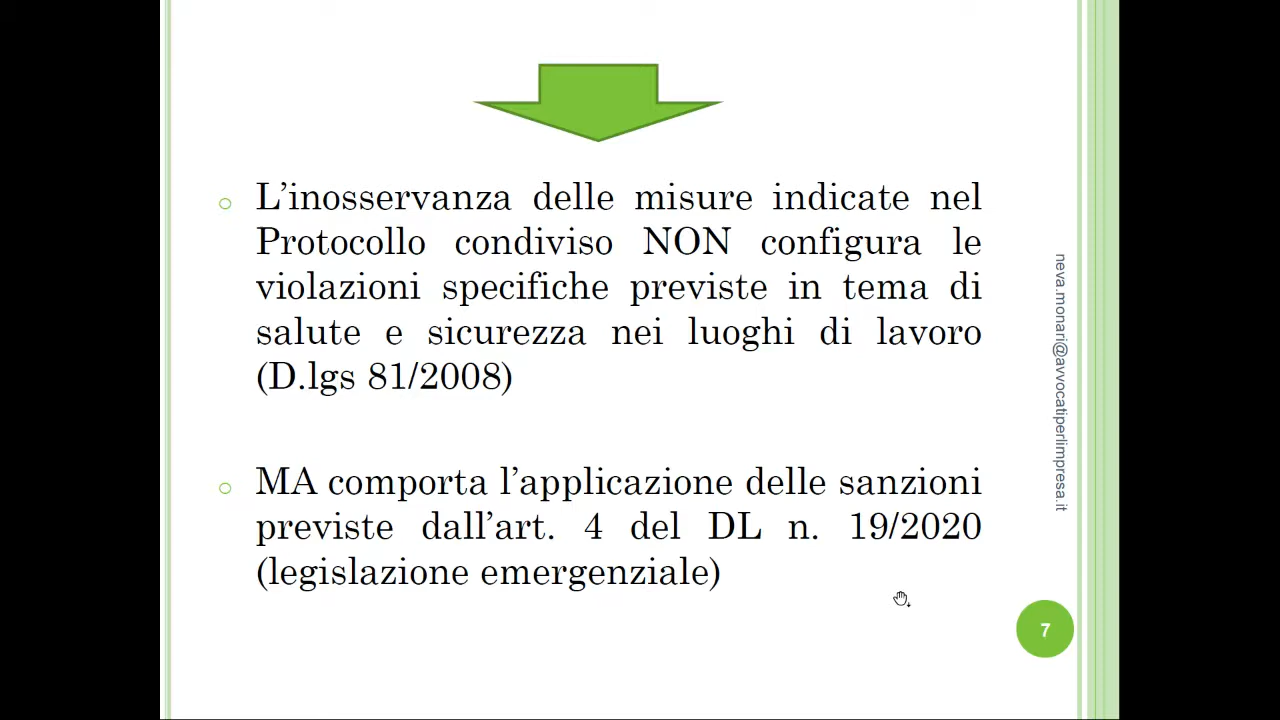 L’inosservanza delle misure indicate nel
Protocollo condiviso NON configura le
violazioni specifiche previste in tema di
salute e sicurezza nei luoghi di lavoro
(D.lgs 81/2008)
MA comporta l’applicazione delle sanzioni
previste dall’art. 4 del DL n. 19/2020
(legislazione emergenziale)
neva.monari@avvocatiperlimpresa.it
7